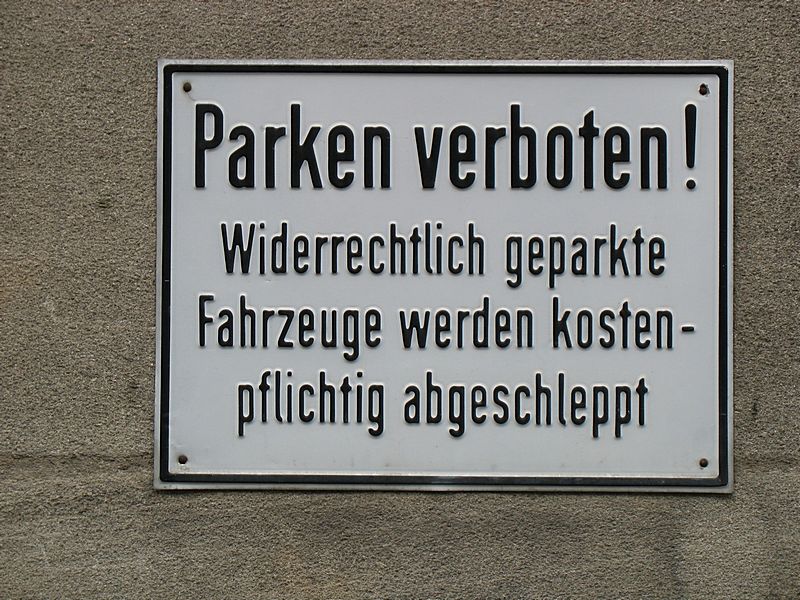 Parken verboten!
Widerrechtlich geparkte
Fahrzeuge werden kosten-
pflichtig abgeschleppt